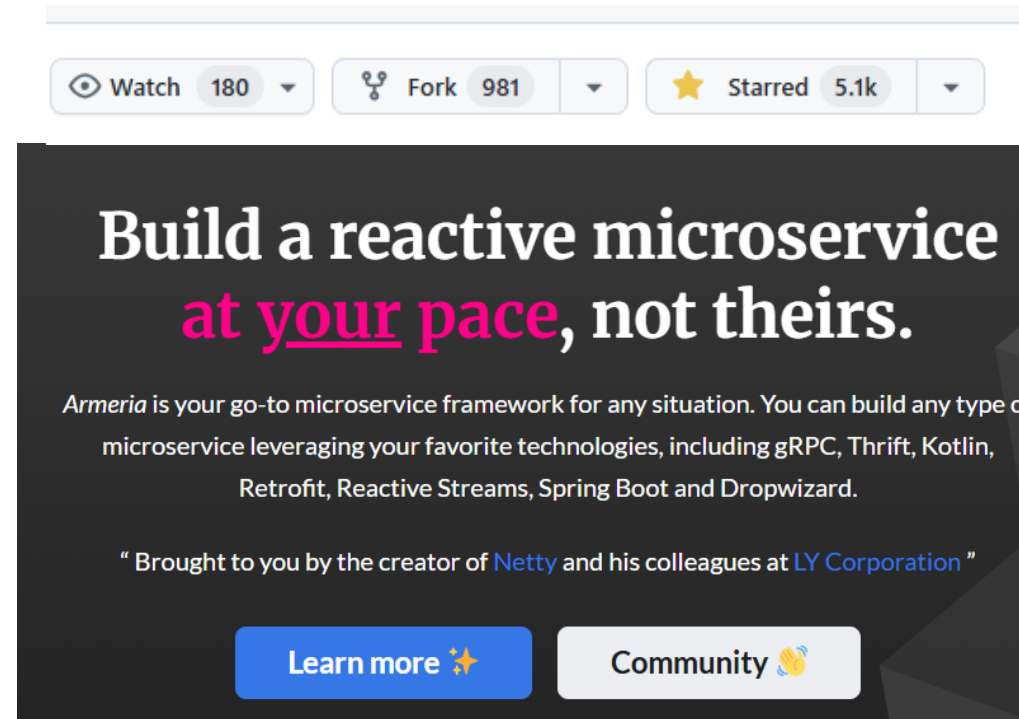 Watch 180 Fork 981 Starred 5.1k
Build a reactive microservice
at your pace, not theirs.
Armeria is your go-to microservice framework for any situation. You can build any type
microservice leveraging your favorite technologies, including gRPC, Thrift, Kotlin,
Retrofit, Reactive Streams, Spring Boot and Dropwizard.
“ Brought to you by the creator of Netty and his colleagues at LY Corporation ”
Learn more ✨ Community 👋